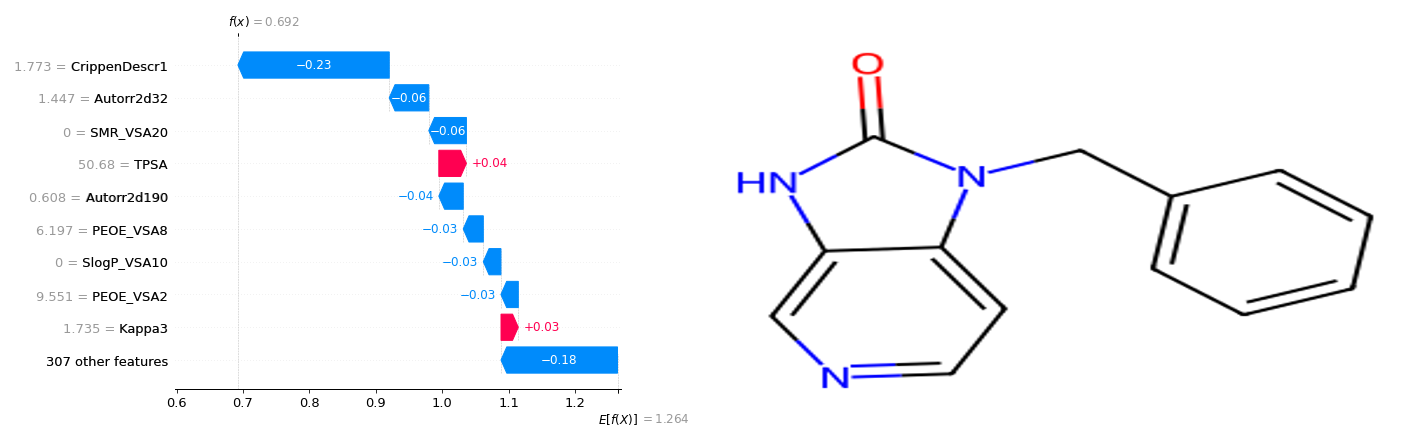 f(x) = 0.692
1.773 = CrippenDescr1
−0.23
1.447 = Autorr2d32
−0.06
0 = SMR_VSA20
−0.06
50.68 = TPSA
+0.04
0.608 = Autorr2d190
−0.04
6.197 = PEOE_VSA8
−0.03
0 = SlogP_VSA10
−0.03
9.551 = PEOE_VSA2
−0.03
1.735 = Kappa3
+0.03
307 other features
−0.18
0.6 0.7 0.8 0.9 1.0 1.1 1.2
E[f(X)] = 1.264
O
HN
N
N